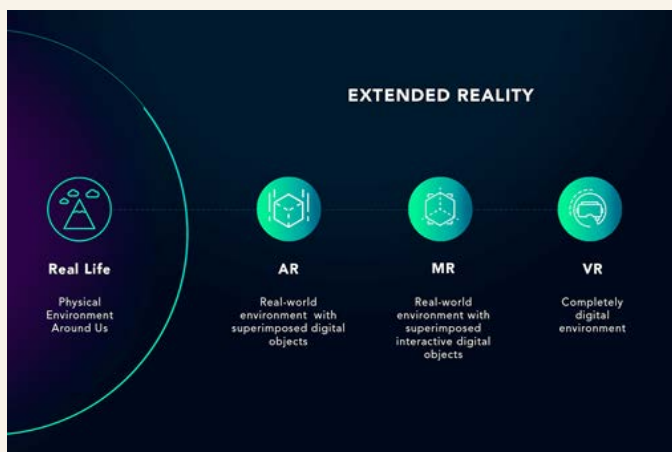 EXTENDED REALITY
Real Life
Physical
Environment
Around Us
AR
Real-world
environment with
superimposed digital
objects
MR
Real-world
environment with
superimposed
interactive digital
objects
VR
Completely
digital
environment